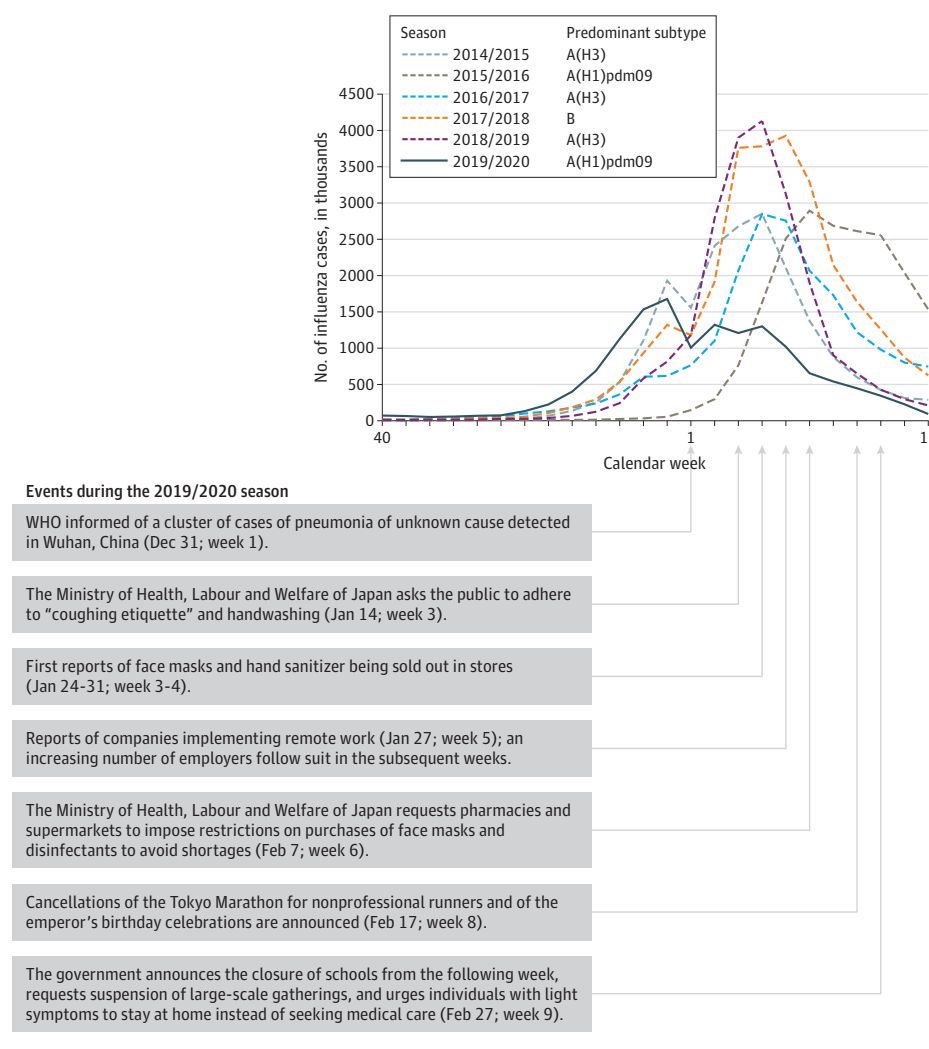 Season Predominant subtype
2014/2015 A(H3)
2015/2016 A(H1)pdm09
2016/2017 A(H3)
2017/2018 B
2018/2019 A(H3)
2019/2020 A(H1)pdm09
No. of influenza cases, in thousands
4500
4000
3500
3000
2500
2000
1500
1000
500
0
40 1 1
Calendar week
Events during the 2019/2020 season
WHO informed of a cluster of cases of pneumonia of unknown cause detected
in Wuhan, China (Dec 31; week 1).
The Ministry of Health, Labour and Welfare of Japan asks the public to adhere
to “coughing etiquette” and handwashing (Jan 14; week 3).
First reports of face masks and hand sanitizer being sold out in stores
(Jan 24-31; week 3-4).
Reports of companies implementing remote work (Jan 27; week 5); an
increasing number of employers follow suit in the subsequent weeks.
The Ministry of Health, Labour and Welfare of Japan requests pharmacies and
supermarkets to impose restrictions on purchases of face masks and
disinfectants to avoid shortages (Feb 7; week 6).
Cancellations of the Tokyo Marathon for nonprofessional runners and of the
emperor’s birthday celebrations are announced (Feb 17; week 8).
The government announces the closure of schools from the following week,
requests suspension of large-scale gatherings, and urges individuals with light
symptoms to stay at home instead of seeking medical care (Feb 27; week 9).